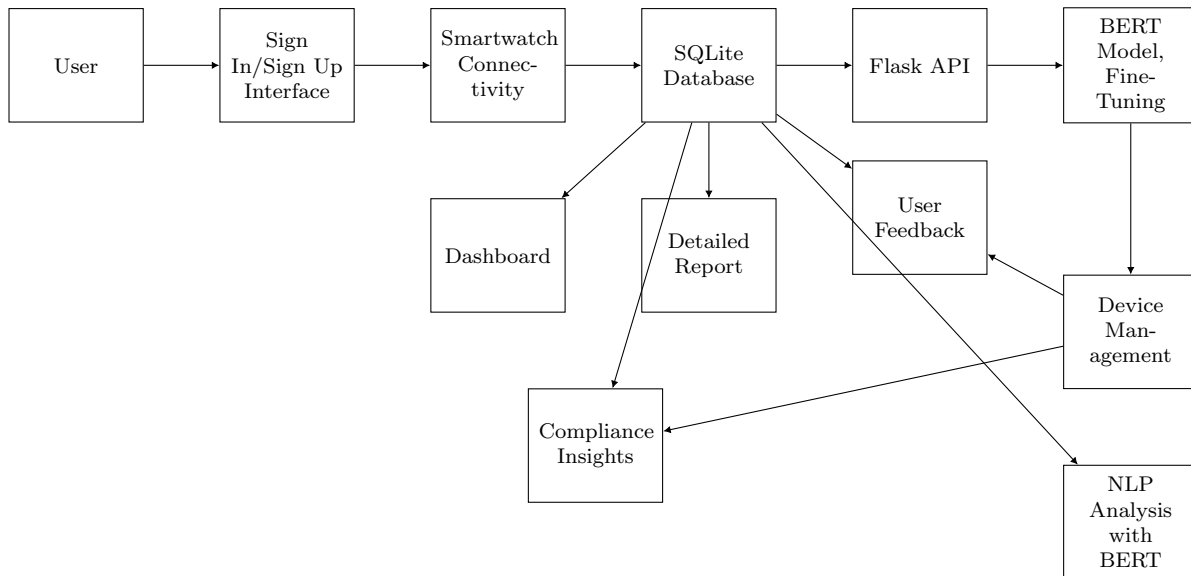 User
Sign
In/Sign Up
Interface
Smartwatch
Connec-
tivity
SQLite
Database
Flask API
BERT
Model,
Fine-
Tuning
Dashboard
Detailed
Report
User
Feedback
Device
Man-
agement
Compliance
Insights
NLP
Analysis
with
BERT